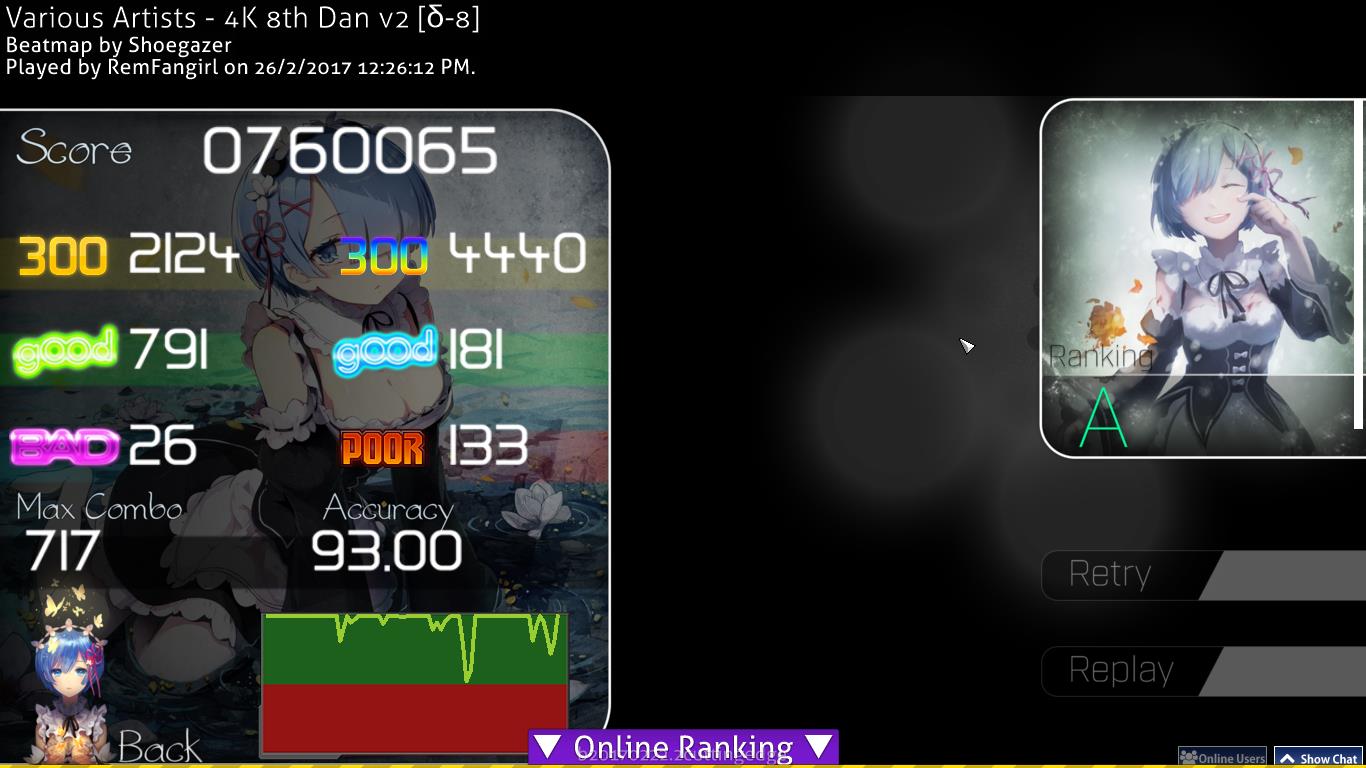 Various Artists - 4K 8th Dan v2 [δ-8]
Beatmap by Shoegazer
Played by RemFangirl on 26/2/2017 12:26:12 PM.
Score 0760065
300 2124 300 4440
good 791 good 181
BAD 26 POOR 133
Max Combo Accuracy
717 93.00
Ranking
A
Retry
Replay
Back
▼ Online Ranking ▼
b20170222.2cuttingedge
Online Users Show Chat